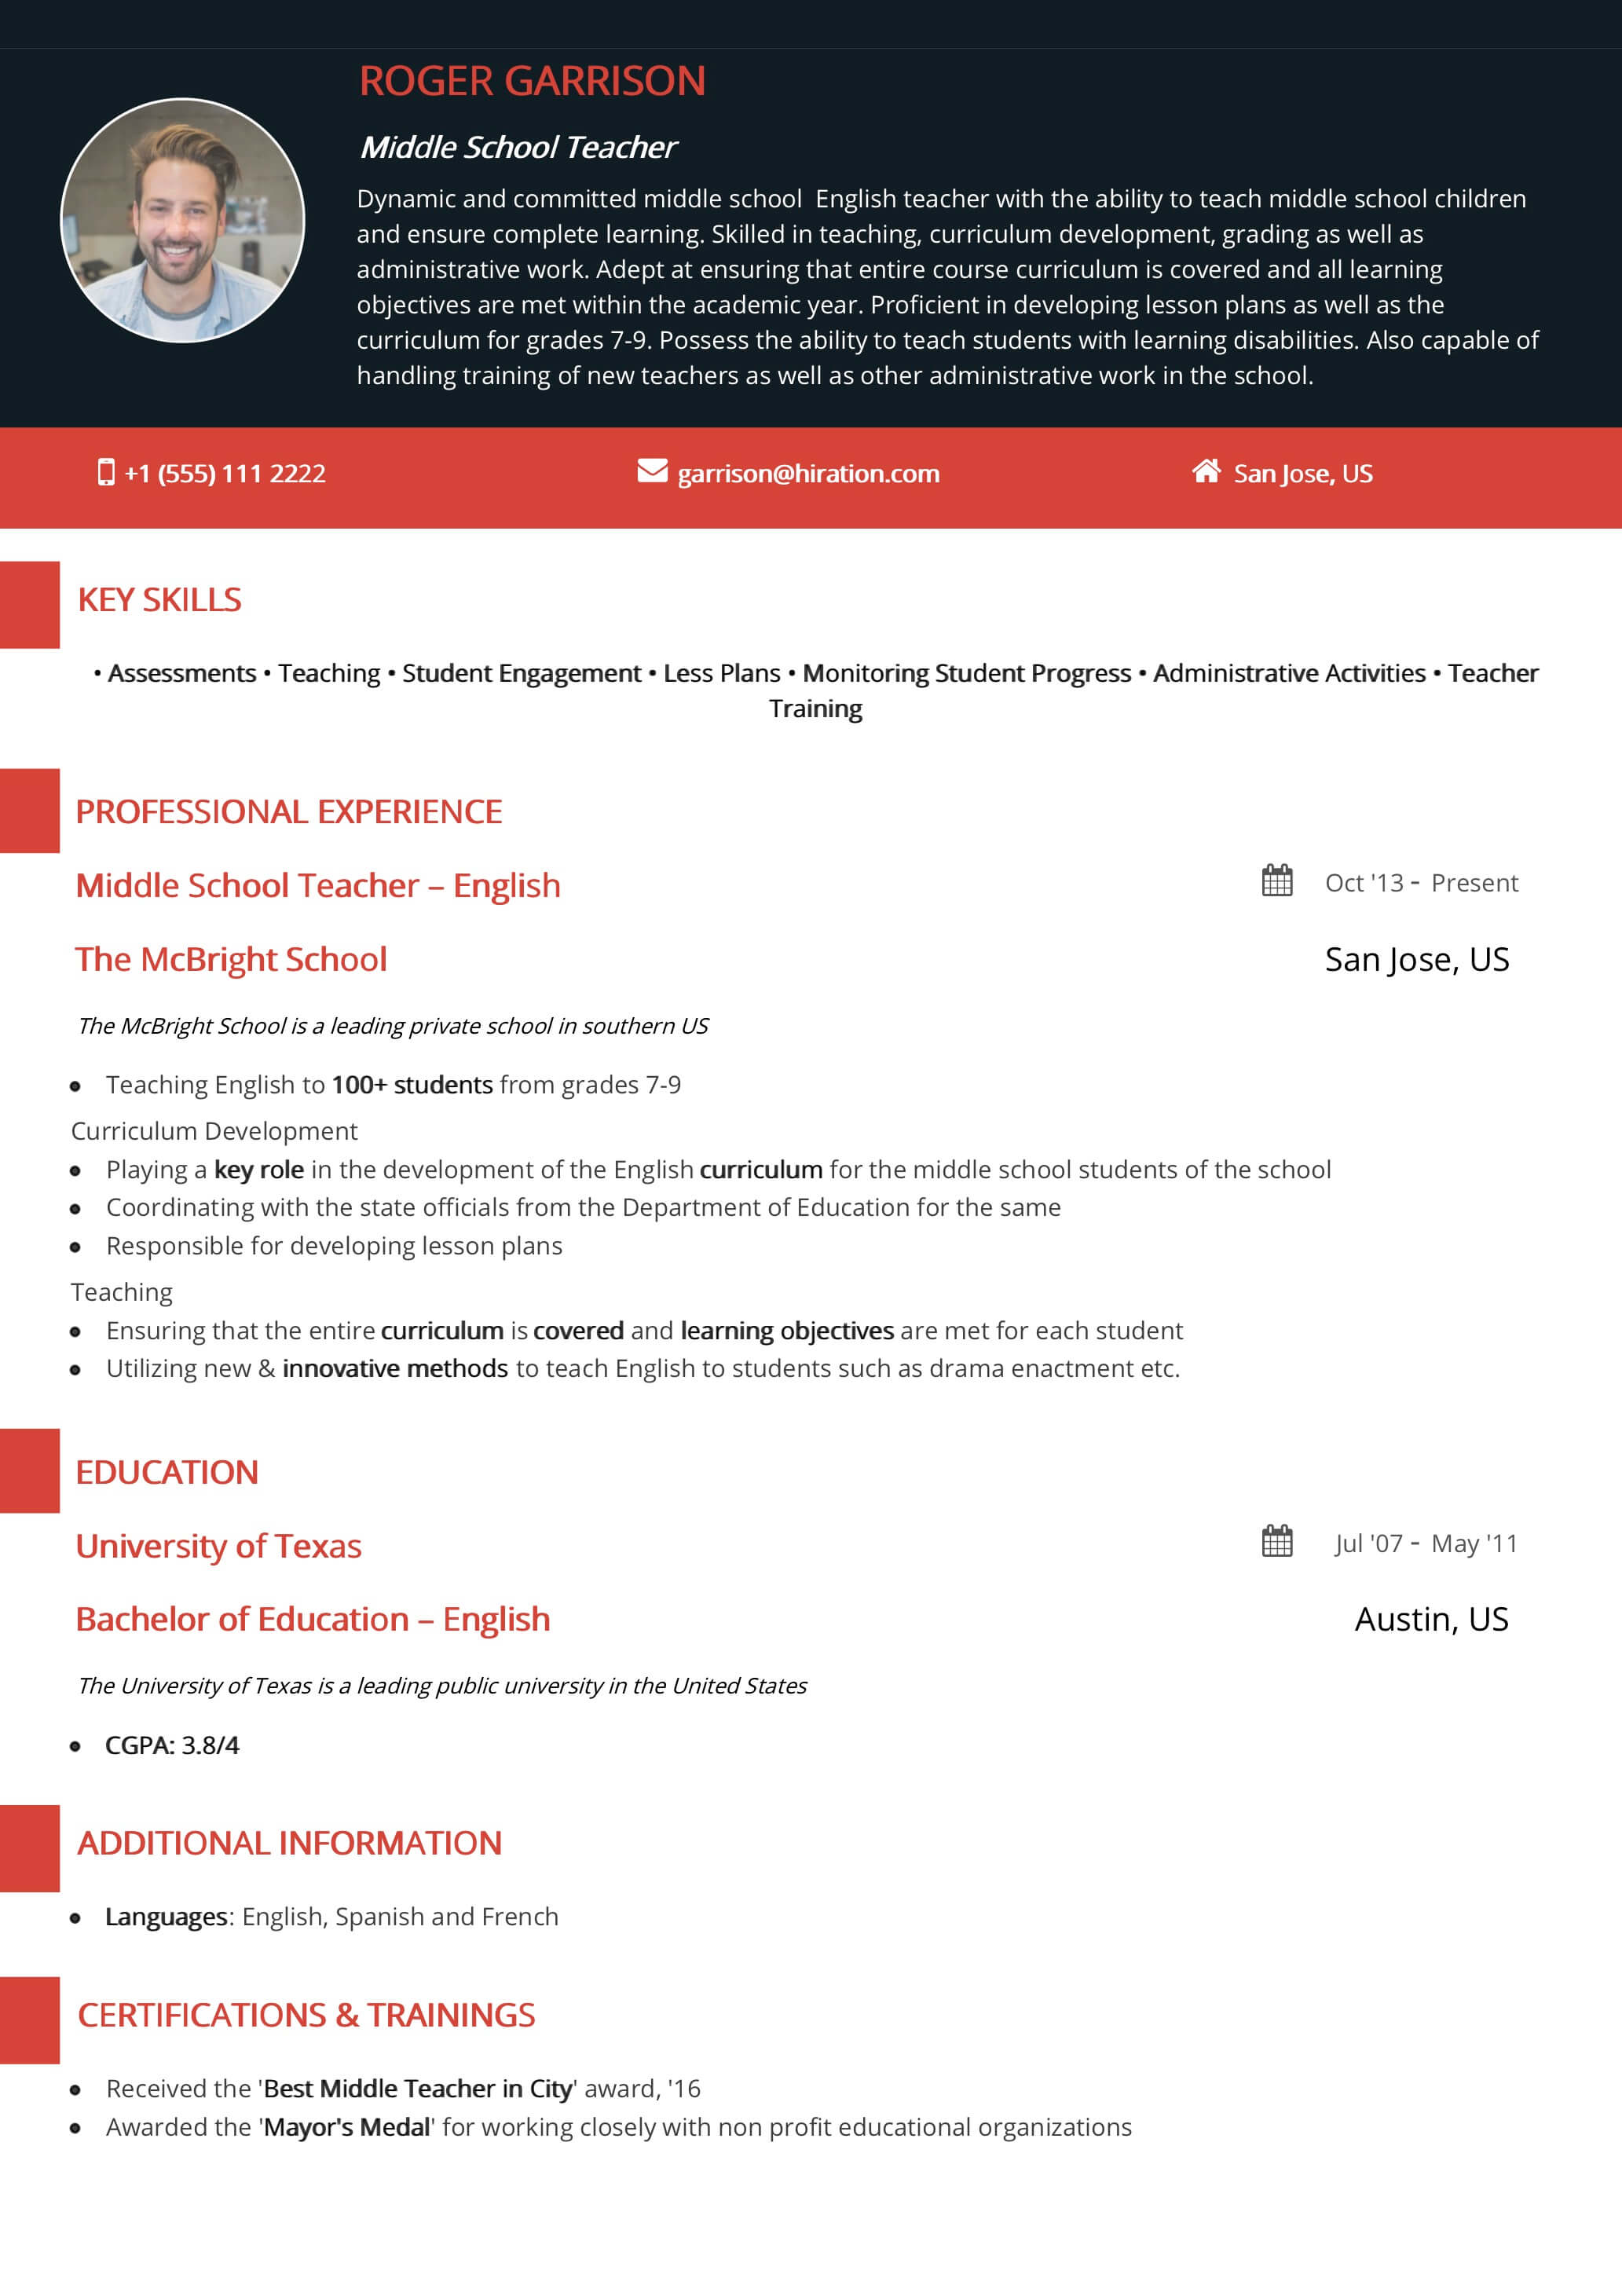 ROGER GARRISON
Middle School Teacher
Dynamic and committed middle school  English teacher with the ability to teach middle school children
and ensure complete learning. Skilled in teaching, curriculum development, grading as well as
administrative work. Adept at ensuring that entire course curriculum is covered and all learning
objectives are met within the academic year. Proficient in developing lesson plans as well as the
curriculum for grades 7-9. Possess the ability to teach students with learning disabilities. Also capable of
handling training of new teachers as well as other administrative work in the school.
+1 (555) 111 2222
garrison@hiration.com
San Jose, US
KEY SKILLS
• Assessments • Teaching • Student Engagement • Less Plans • Monitoring Student Progress • Administrative Activities • Teacher
Training
PROFESSIONAL EXPERIENCE
Middle School Teacher – English
Oct '13 - Present
The McBright School
San Jose, US
The McBright School is a leading private school in southern US
• Teaching English to 100+ students from grades 7-9
Curriculum Development
• Playing a key role in the development of the English curriculum for the middle school students of the school
• Coordinating with the state officials from the Department of Education for the same
• Responsible for developing lesson plans
Teaching
• Ensuring that the entire curriculum is covered and learning objectives are met for each student
• Utilizing new & innovative methods to teach English to students such as drama enactment etc.
EDUCATION
University of Texas
Jul '07 - May '11
Bachelor of Education – English
Austin, US
The University of Texas is a leading public university in the United States
• CGPA: 3.8/4
ADDITIONAL INFORMATION
• Languages: English, Spanish and French
CERTIFICATIONS & TRAININGS
• Received the 'Best Middle Teacher in City' award, '16
• Awarded the 'Mayor's Medal' for working closely with non profit educational organizations